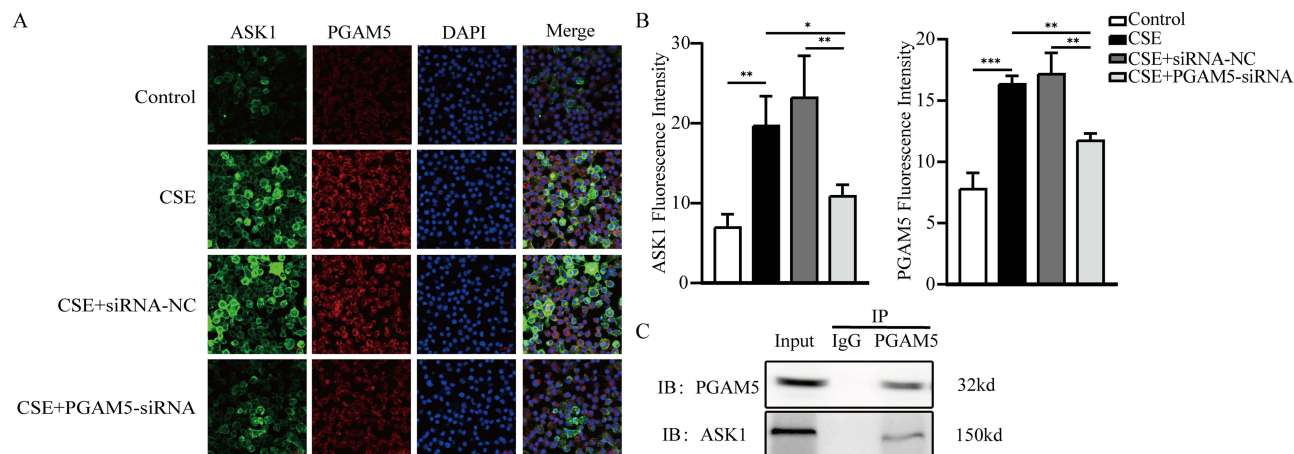 A
ASK1 PGAM5 DAPI Merge
Control
CSE
CSE+siRNA-NC
CSE+PGAM5-siRNA
B
ASK1 Fluorescence Intensity
30
20
10
0
*
**
**
PGAM5 Fluorescence Intensity
20
15
10
5
0
**
**
***
Control
CSE
CSE+siRNA-NC
CSE+PGAM5-siRNA
C
IP
Input IgG PGAM5
IB: PGAM5 32kd
IB: ASK1 150kd